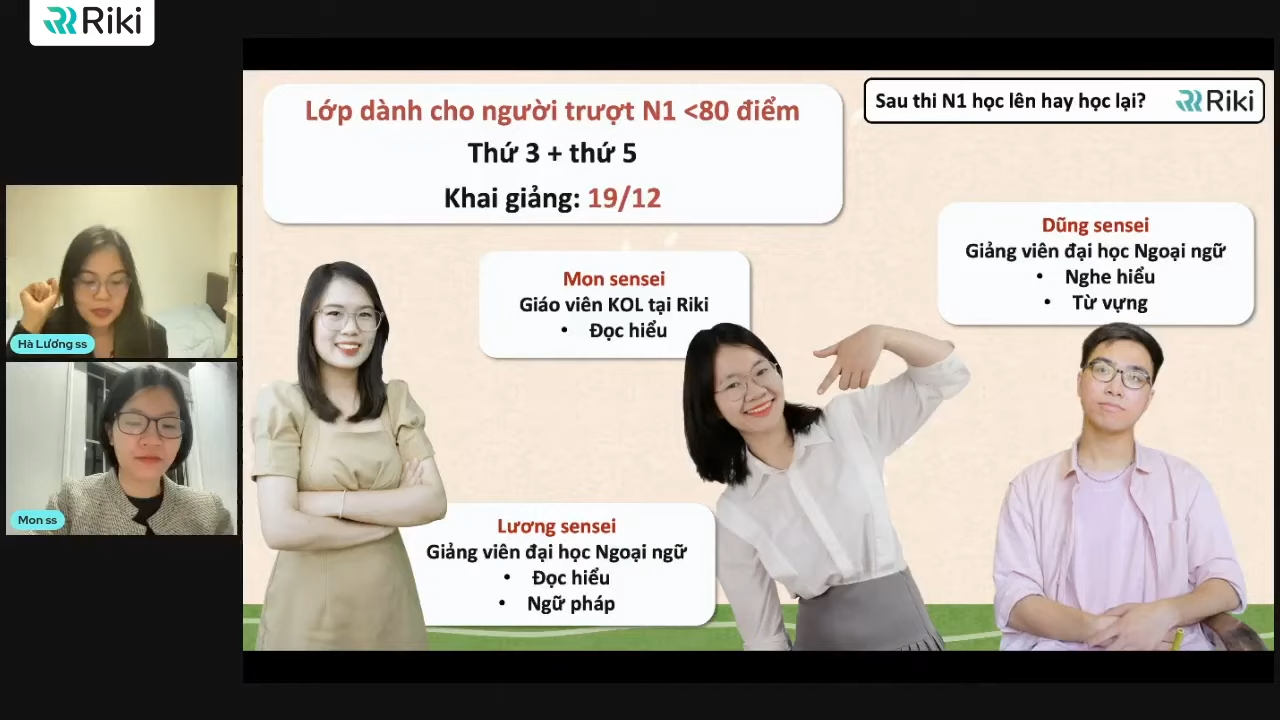 Riki
Lớp dành cho người trượt N1 <80 điểm
Thứ 3 + thứ 5
Khai giảng: 19/12
Sau thi N1 học lên hay học lại?
Riki
Dũng sensei
Giảng viên đại học Ngoại ngữ
• Nghe hiểu
• Từ vựng
Mon sensei
Giáo viên KOL tại Riki
• Đọc hiểu
Hà Lương ss
Mon ss
Lương sensei
Giảng viên đại học Ngoại ngữ
• Đọc hiểu
• Ngữ pháp